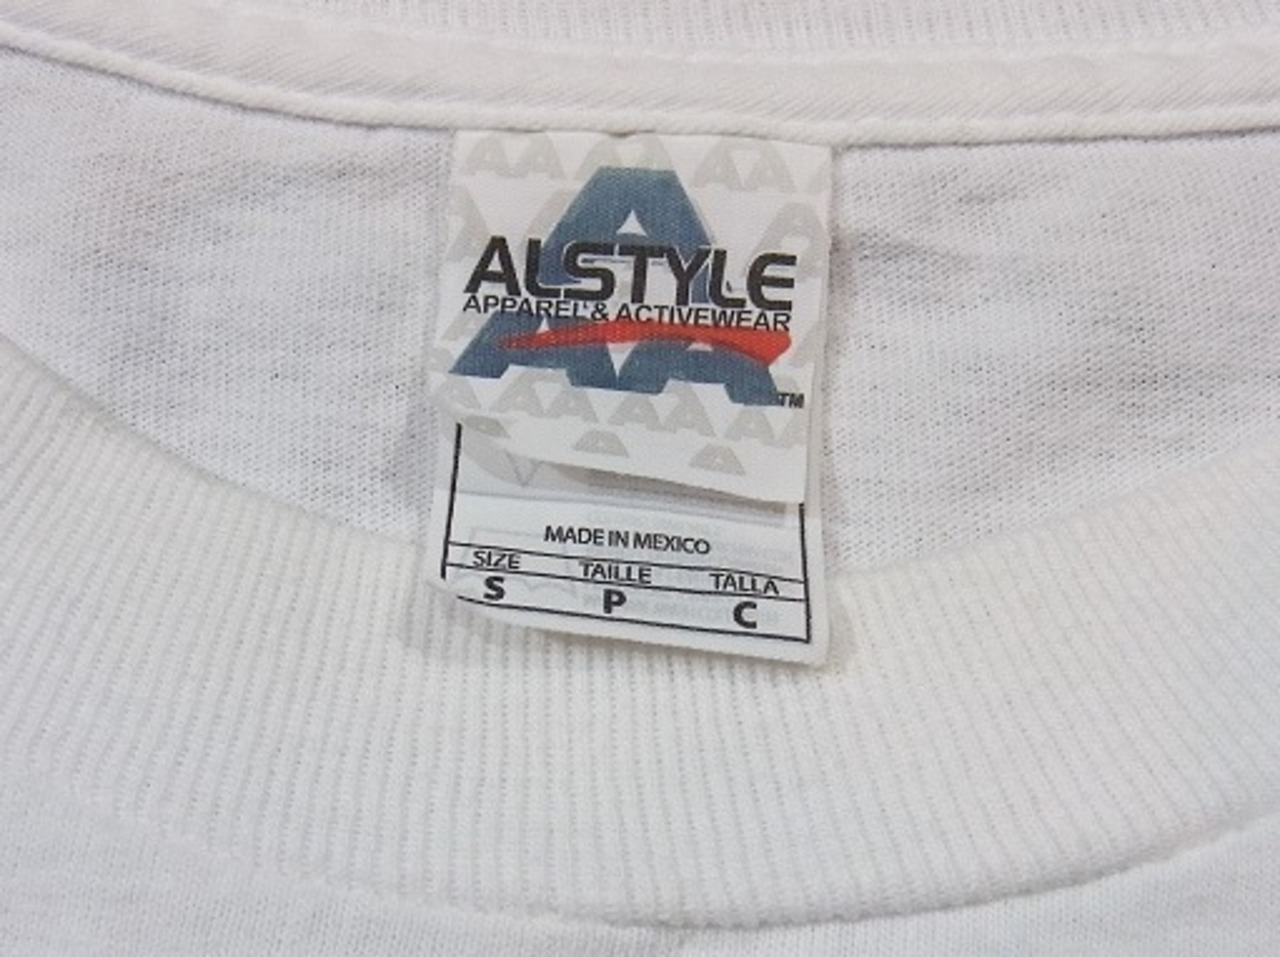 ALSTYLE
APPAREL & ACTIVEWEAR
TM
MADE IN MEXICO
SIZE TAILLE TALLA
S P C